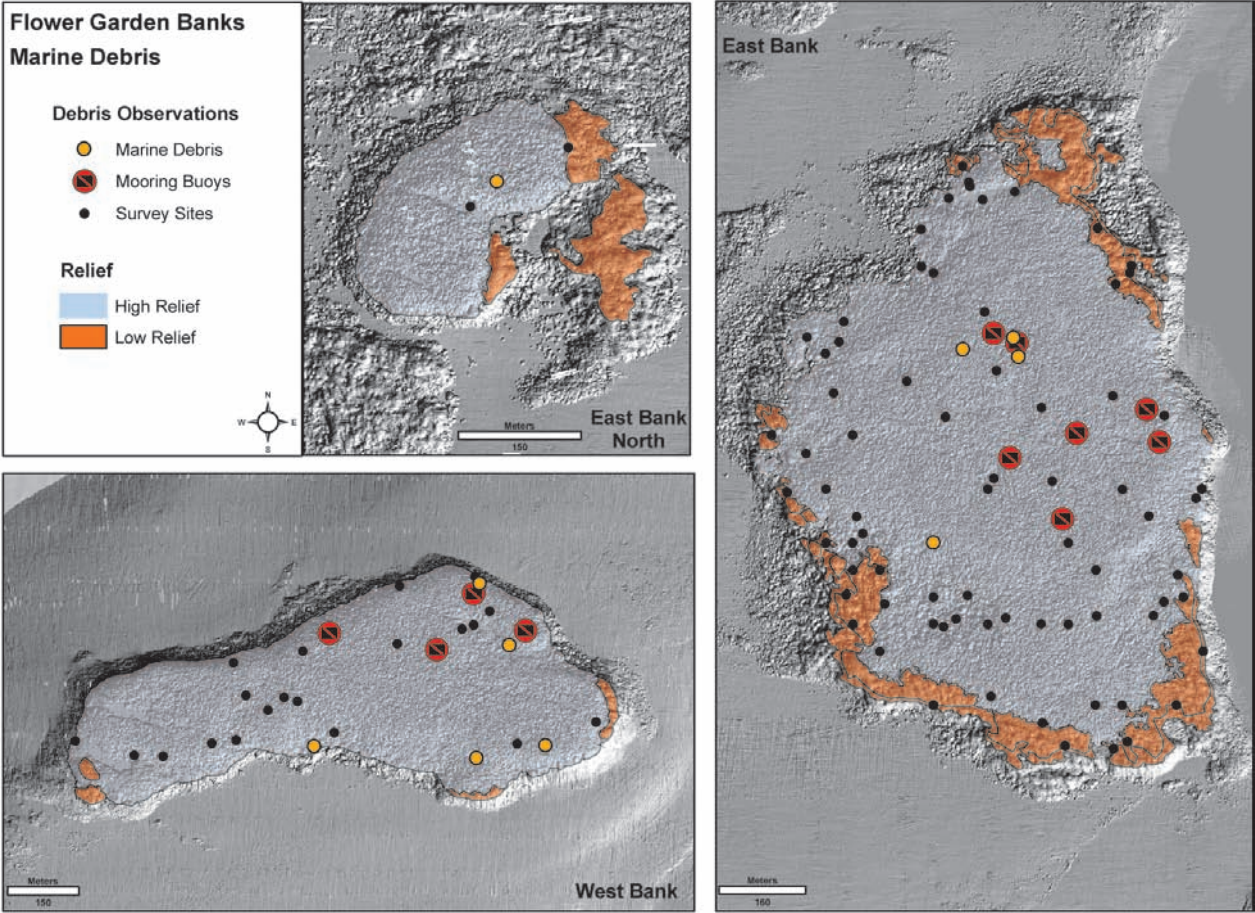 Flower Garden Banks
Marine Debris
Debris Observations
Marine Debris
Mooring Buoys
Survey Sites
Relief
High Relief
Low Relief
N
W
E
S
Meters
150
East Bank
North
East Bank
Meters
160
Meters
150
West Bank